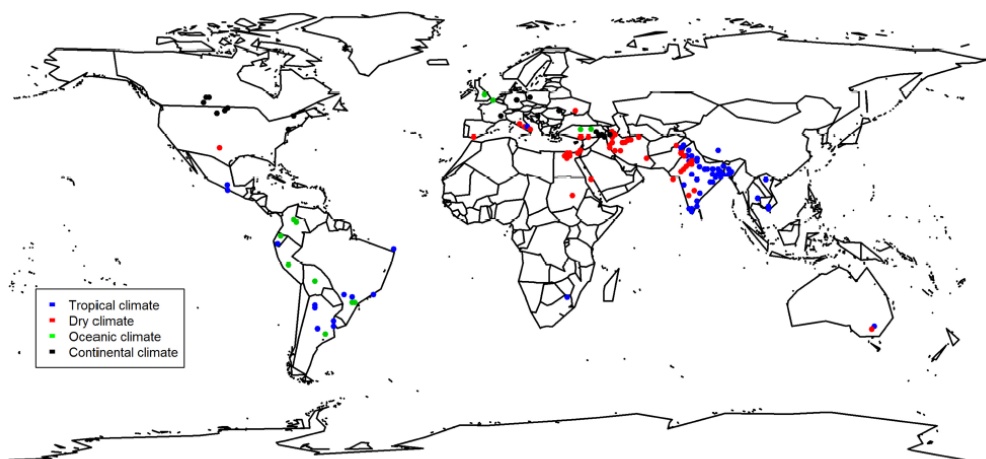 Tropical climate
Dry climate
Oceanic climate
Continental climate